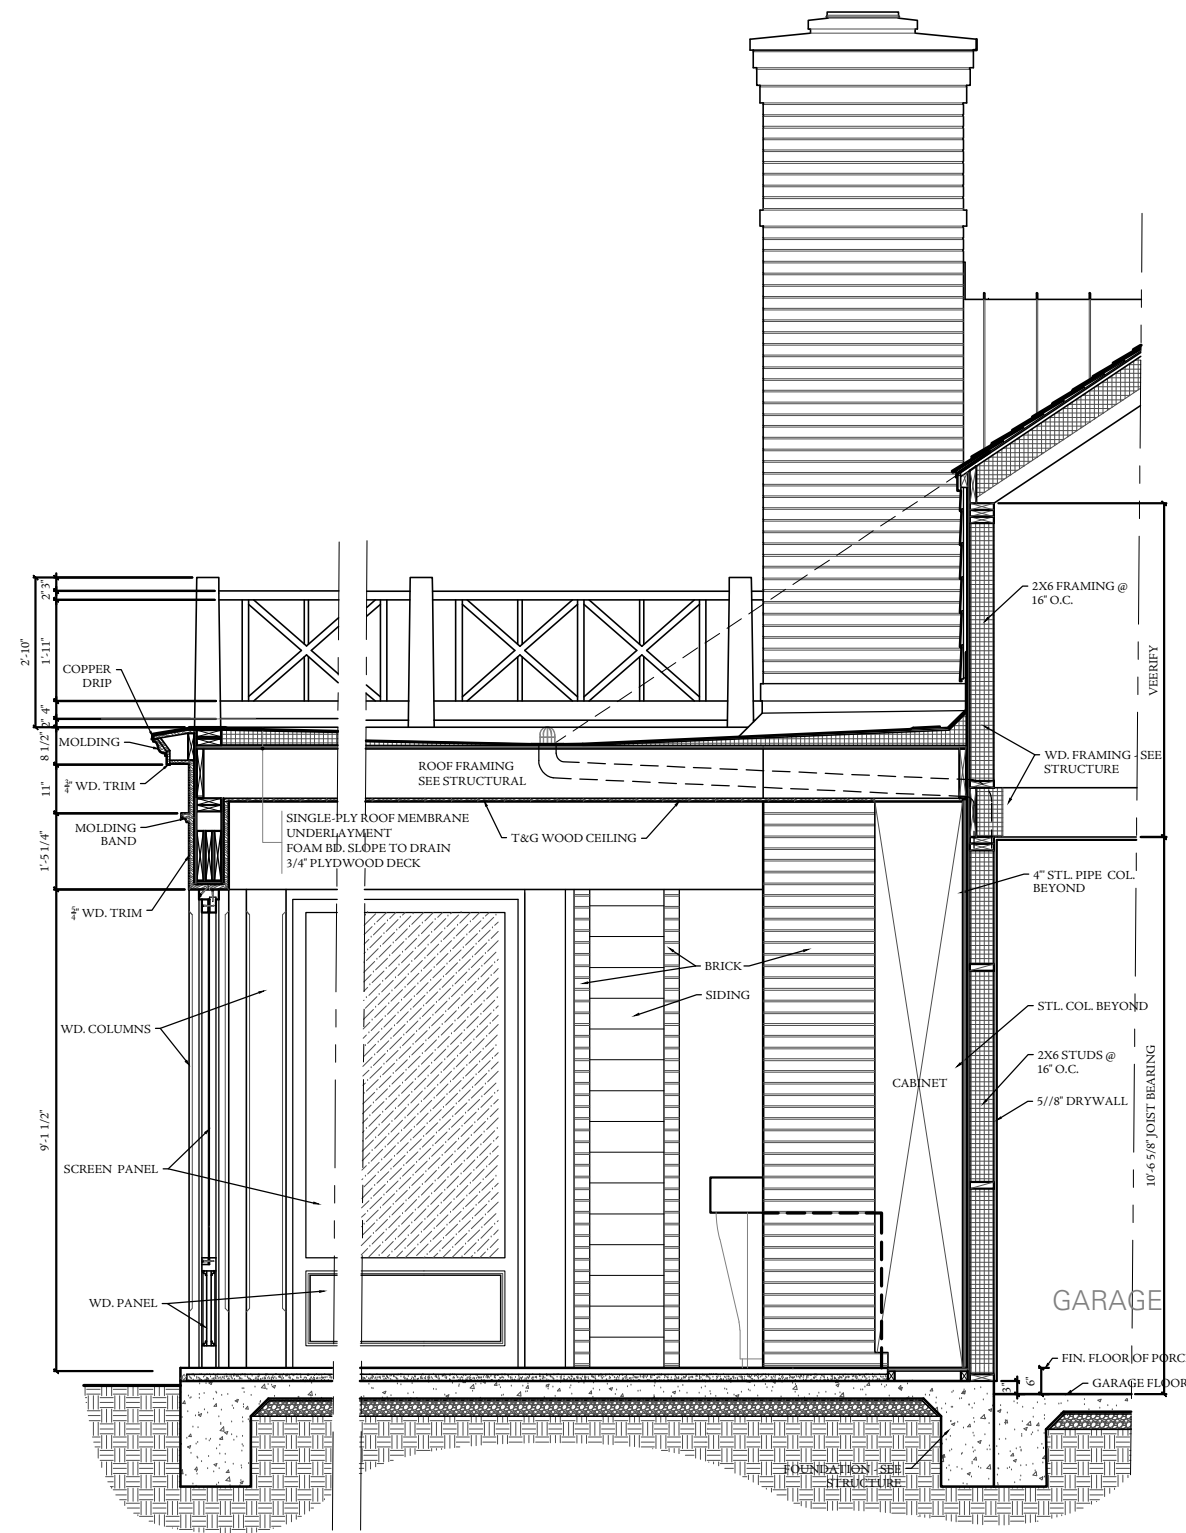 2X6 FRAMING @
16" O.C.
2"3"
2'-10"
1'-11"
COPPER
DRIP
VEERIFY
2" 4"
MOLDING
8 1/2"
WD. FRAMING - SEE
STRUCTURE
ROOF FRAMING
SEE STRUCTURAL
3/4" WD. TRIM
11"
SINGLE-PLY ROOF MEMBRANE
UNDERLAYMENT
FOAM BD. SLOPE TO DRAIN
3/4" PLYDWOOD DECK
T&G WOOD CEILING
MOLDING
BAND
1'-5 1/4"
4"' STL. PIPE COL.
BEYOND
5/4" WD. TRIM
BRICK
SIDING
STL. COL. BEYOND
WD. COLUMNS
2X6 STUDS @
16" O.C.
CABINET
5//8" DRYWALL
9'-1 1/2"
10'-6 5/8" JOIST BEARING
SCREEN PANEL
WD. PANEL
GARAGE
FIN. FLOOR OF PORC
6"
3"
GARAGE FLOOR
FOUNDATION - SEE
STRUCTURE